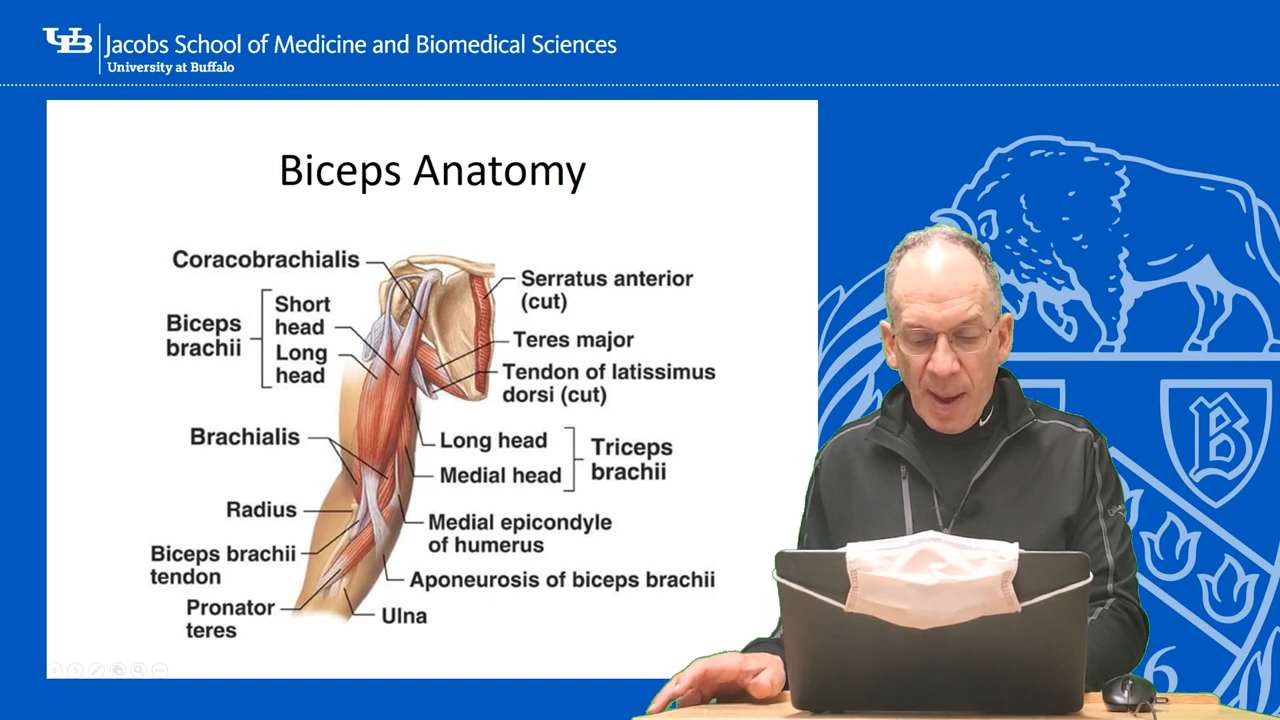 UB
Jacobs School of Medicine and Biomedical Sciences
University at Buffalo
Biceps Anatomy
Coracobrachialis
Biceps
brachii
Short
head
Long
head
Brachialis
Radius
Biceps brachii
tendon
Pronator
teres
Serratus anterior
(cut)
Teres major
Tendon of latissimus
dorsi (cut)
Long head
Medial head
Triceps
brachii
Medial epicondyle
of humerus
Aponeurosis of biceps brachii
Ulna
B
6